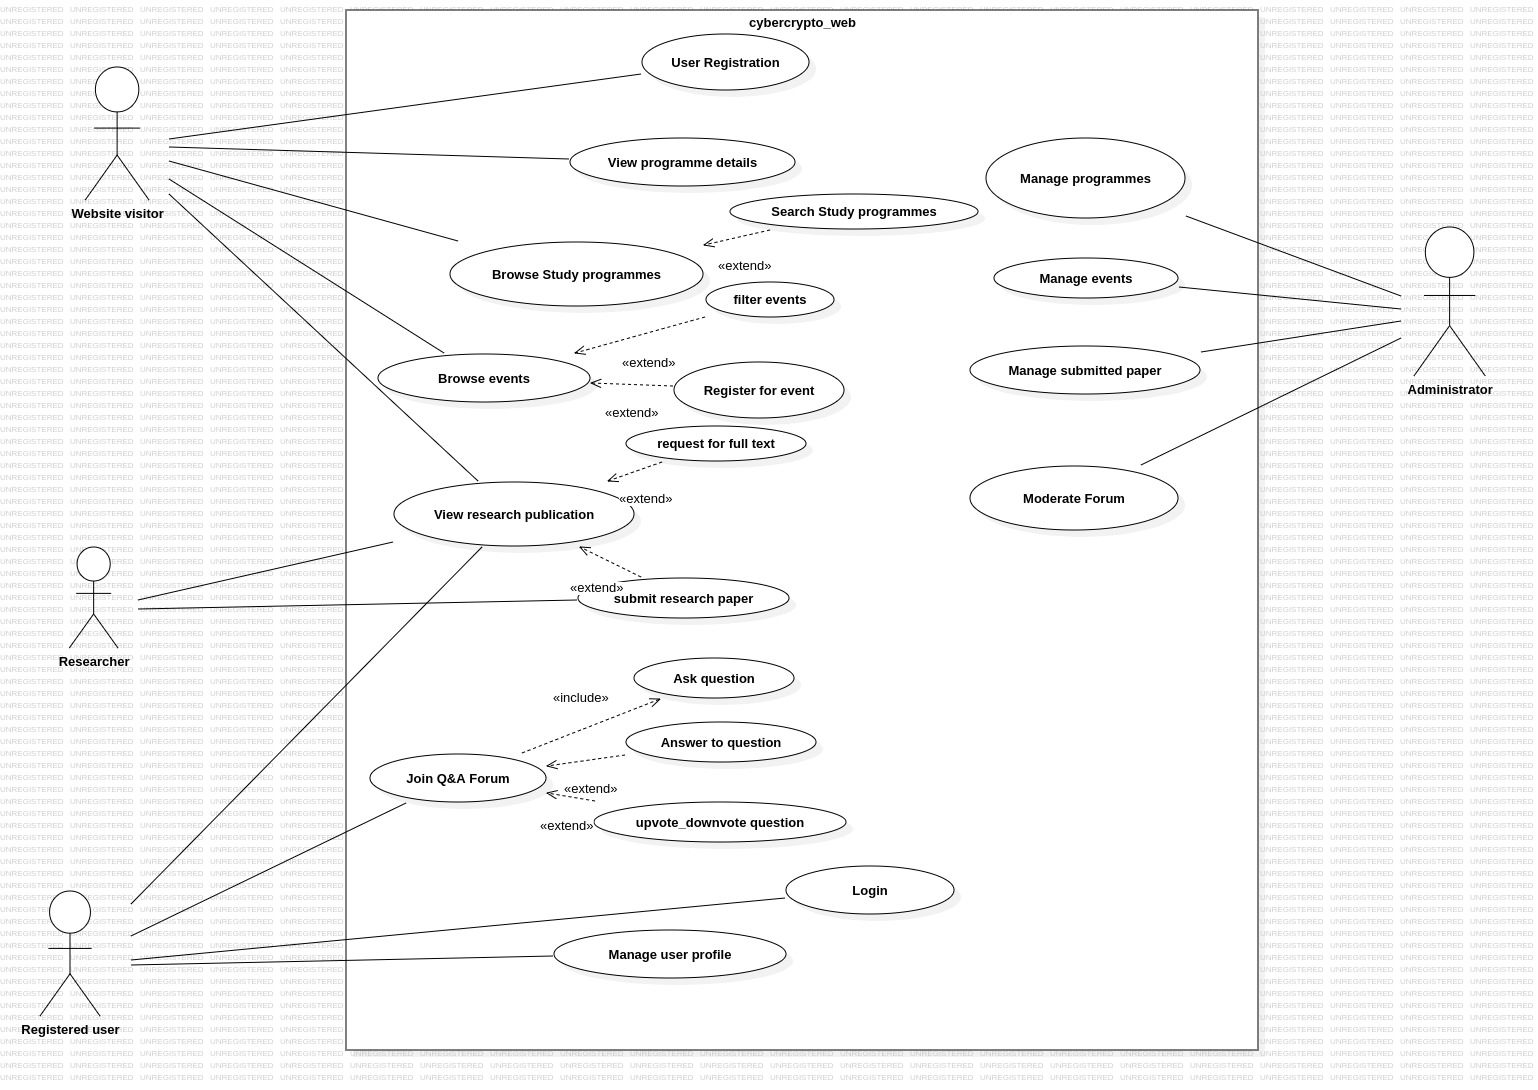 cybercrypto_web
User Registration
View programme details
Manage programmes
Search Study programmes
Website visitor
«extend»
Browse Study programmes
Manage events
filter events
«extend»
Manage submitted paper
Browse events
Register for event
Administrator
«extend»
request for full text
«extend»
Moderate Forum
View research publication
«extend»
submit research paper
Researcher
Ask question
«include»
Answer to question
Join Q&A Forum
«extend»
upvote_downvote question
«extend»
Login
Manage user profile
Registered user
UNREGISTERED